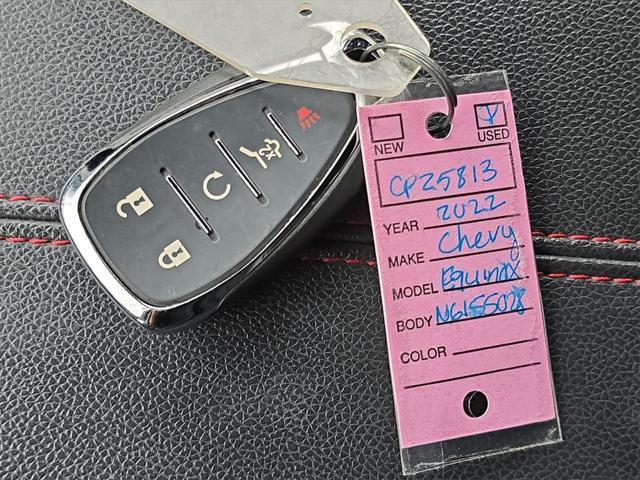 NEW USED
CP25813
YEAR 2022
MAKE Chevy
MODEL Equinox
BODY N6155028
COLOR